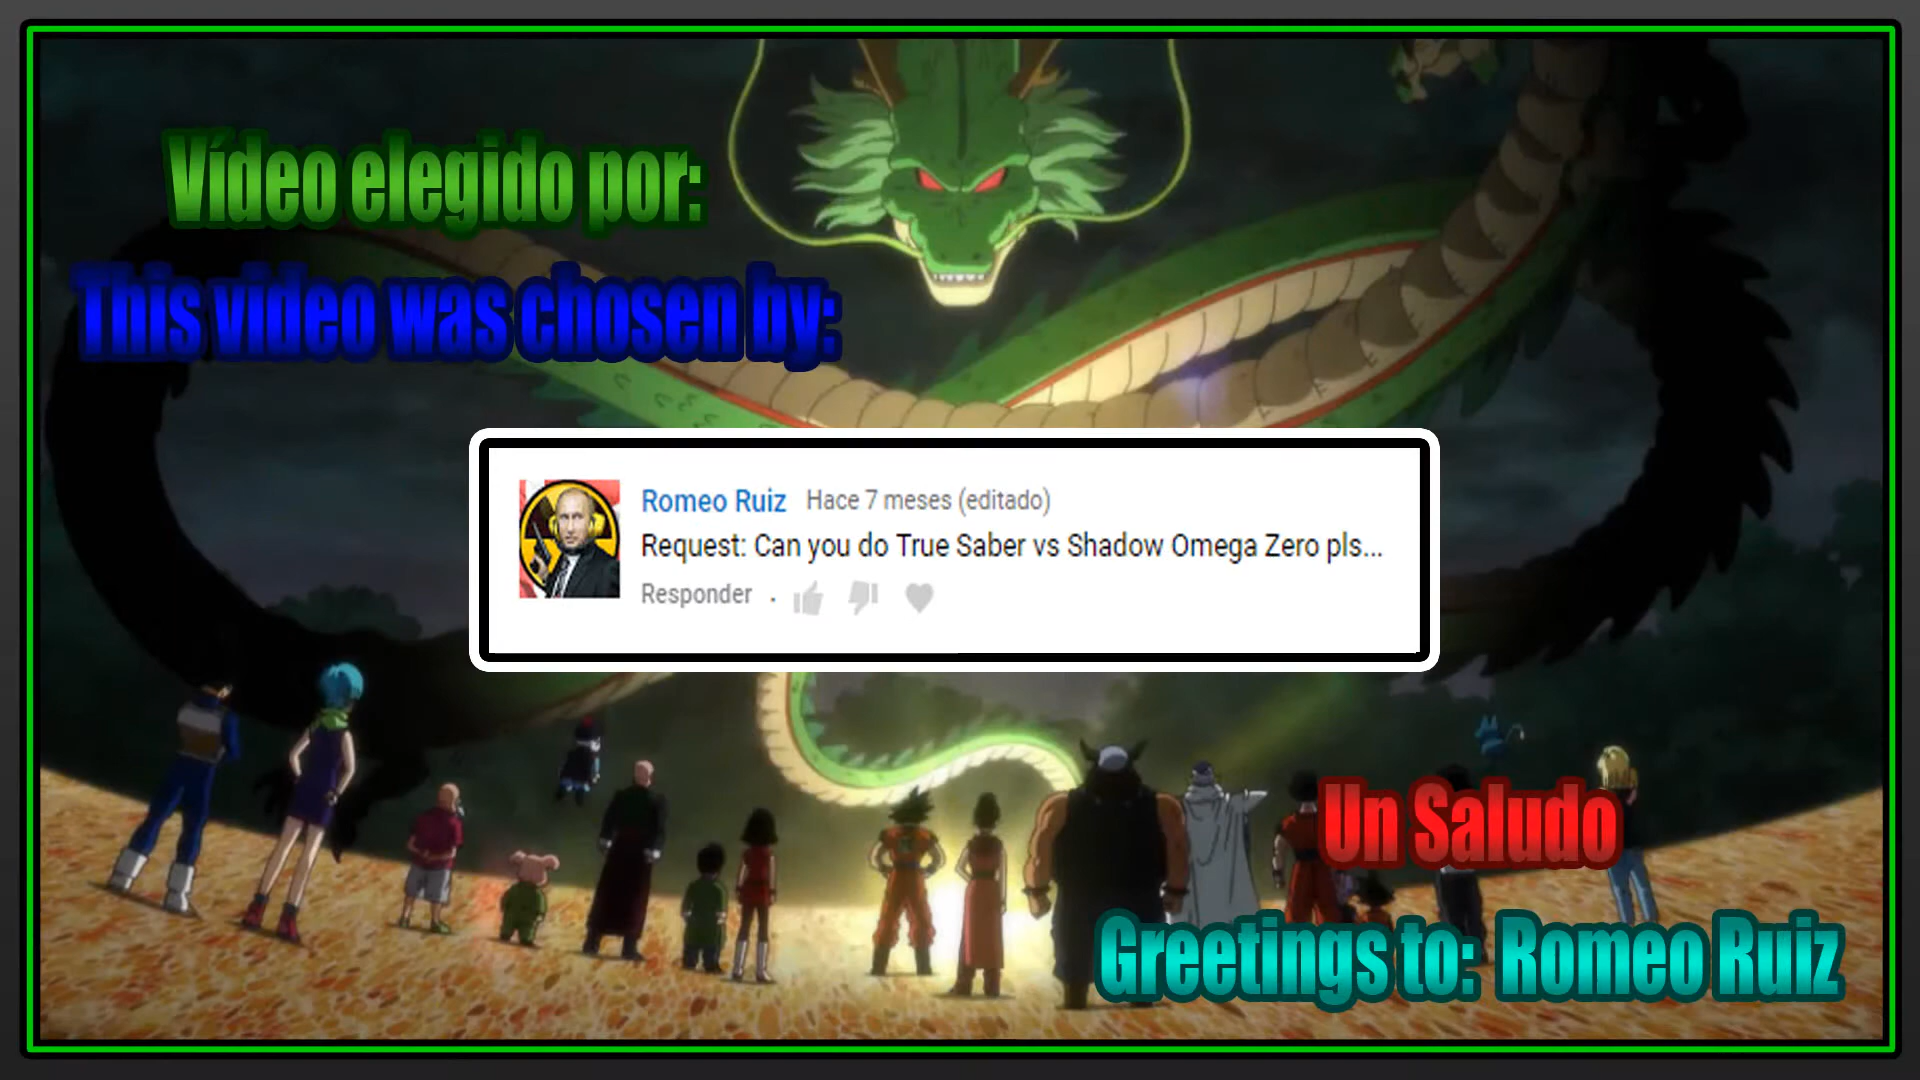 Vídeo elegido por:
This video was chosen by:
Romeo Ruiz Hace 7 meses (editado)
Request: Can you do True Saber vs Shadow Omega Zero pls...
Responder .
Un Saludo
Greetings to: Romeo Ruiz